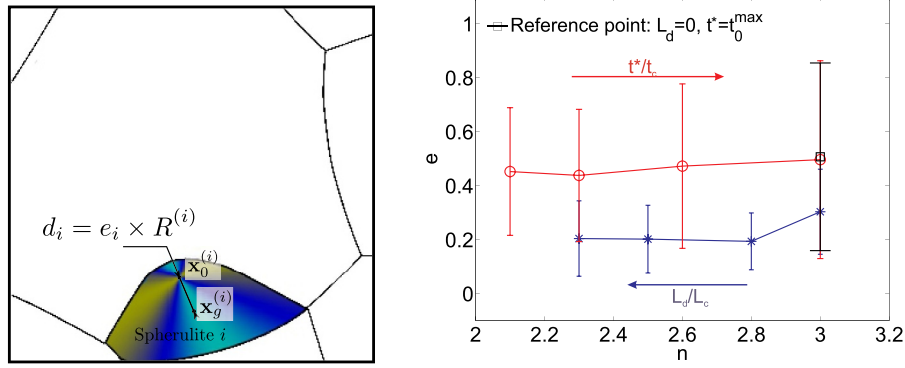 d_i = e_i × R^(i)
x_0^(i)
x_g^(i)
Spherulite i
Reference point: L_d=0, t*=t_0^max
t*/t_c
L_d/L_c
e
1
0.8
0.6
0.4
0.2
0
2
2.2
2.4
2.6
2.8
3
3.2
n